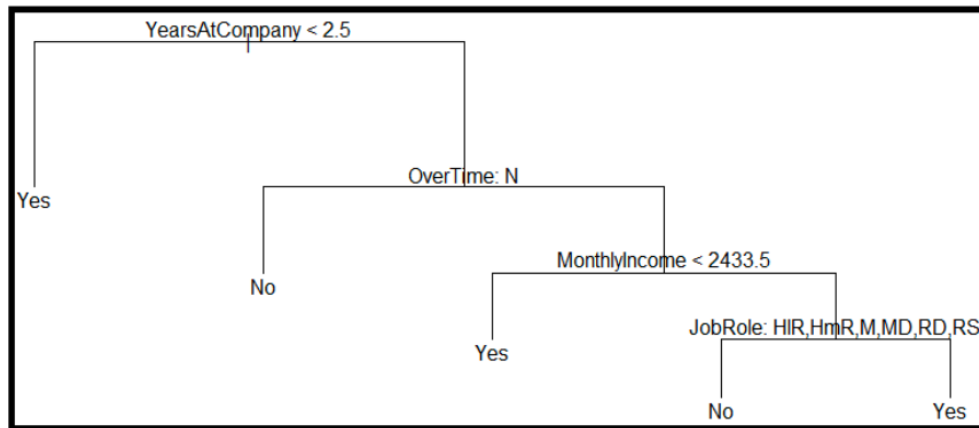 YearsAtCompany < 2.5
OverTime: N
Yes
MonthlyIncome < 2433.5
No
JobRole: HlR,HmR,M,MD,RD,RS
Yes
No
Yes